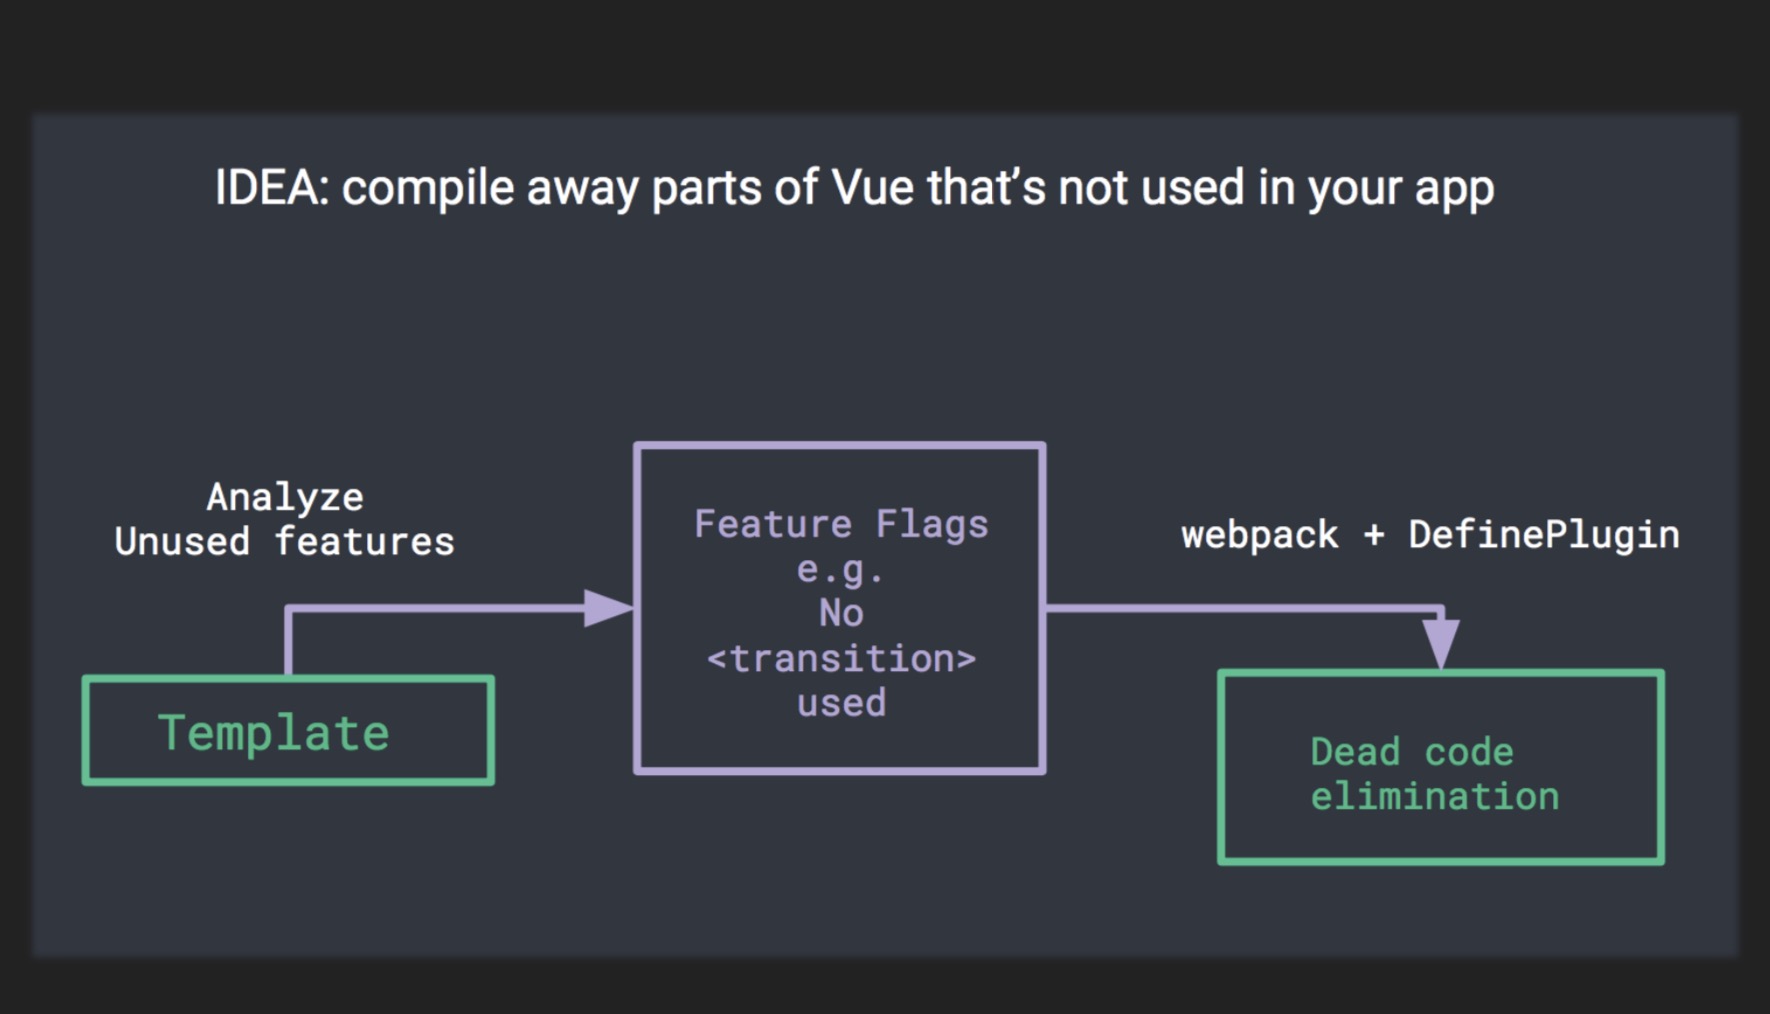 IDEA: compile away parts of Vue that’s not used in your app
Analyze
Unused features
Template
Feature Flags
e.g.
No
<transition>
used
webpack + DefinePlugin
Dead code
elimination